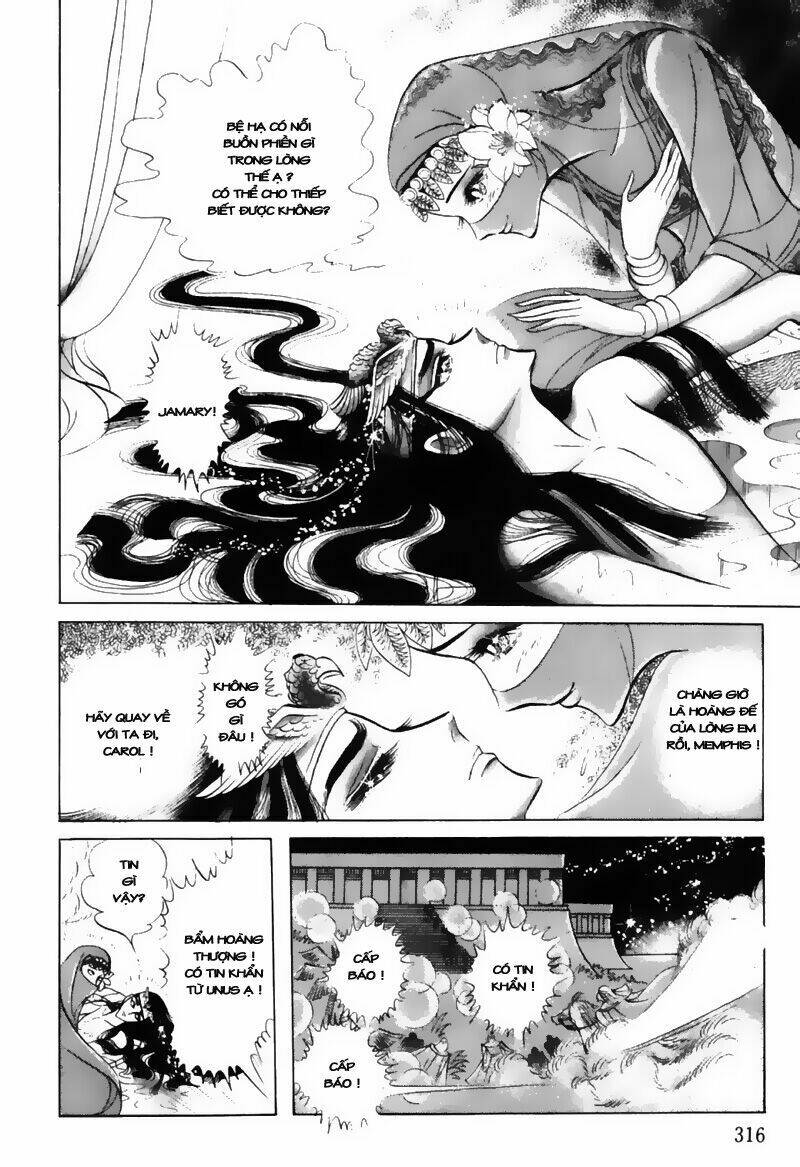 BỆ HẠ CÓ NỖI
BUỒN PHIỀN GÌ
TRONG LÒNG
THẾ Ạ ?
CÓ THỂ CHO THIẾP
BIẾT ĐƯỢC KHÔNG?
JAMARY!
CHÀNG GIỜ
LÀ HOÀNG ĐẾ
CỦA LÒNG EM
RỒI, MEMPHIS !
KHÔNG
GÓ
GÌ
ĐÂU !
HÃY QUAY VỀ
VỚI TA ĐI,
CAROL !
CẤP
BÁO !
CÓ TIN
KHẨN !
CẤP
BÁO !
TIN
GÌ
VẬY?
BẨM HOÀNG
THƯỢNG !
CÓ TIN KHẨN
TỪ UNUS Ạ !
316